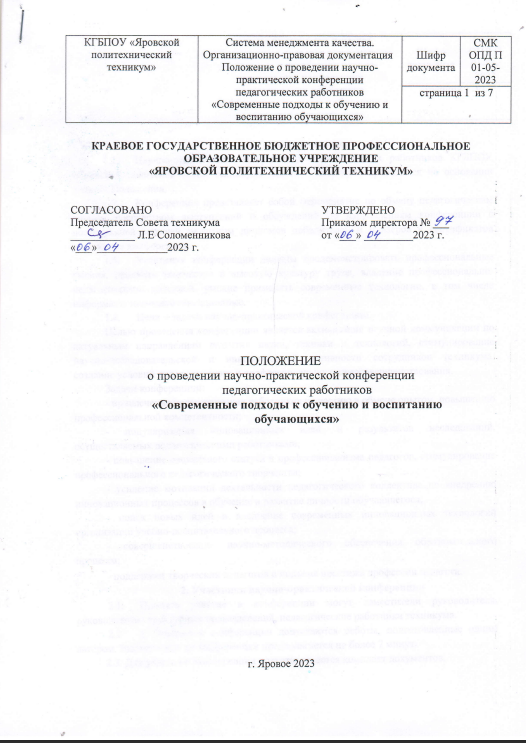 КГБПОУ «Яровской
политехнический
техникум»
Система менеджмента качества.
Организационно-правовая документация
Положение о проведении научно-
практической конференции
педагогических работников
«Современные подходы к обучению и
воспитанию обучающихся»
Шифр
документа
СМК
ОПД П
01-05-
2023
страница 1 из 7
КРАЕВОЕ ГОСУДАРСТВЕННОЕ БЮДЖЕТНОЕ ПРОФЕССИОНАЛЬНОЕ
ОБРАЗОВАТЕЛЬНОЕ УЧРЕЖДЕНИЕ
«ЯРОВСКОЙ ПОЛИТЕХНИЧЕСКИЙ ТЕХНИКУМ»
СОГЛАСОВАНО
Председатель Совета техникума
Л.Е Соломенникова
«06» 04 2023 г.
УТВЕРЖДЕНО
Приказом директора № 97
от «06» 04 2023 г.
ПОЛОЖЕНИЕ
о проведении научно-практической конференции
педагогических работников
«Современные подходы к обучению и воспитанию
обучающихся»
г. Яровое 2023